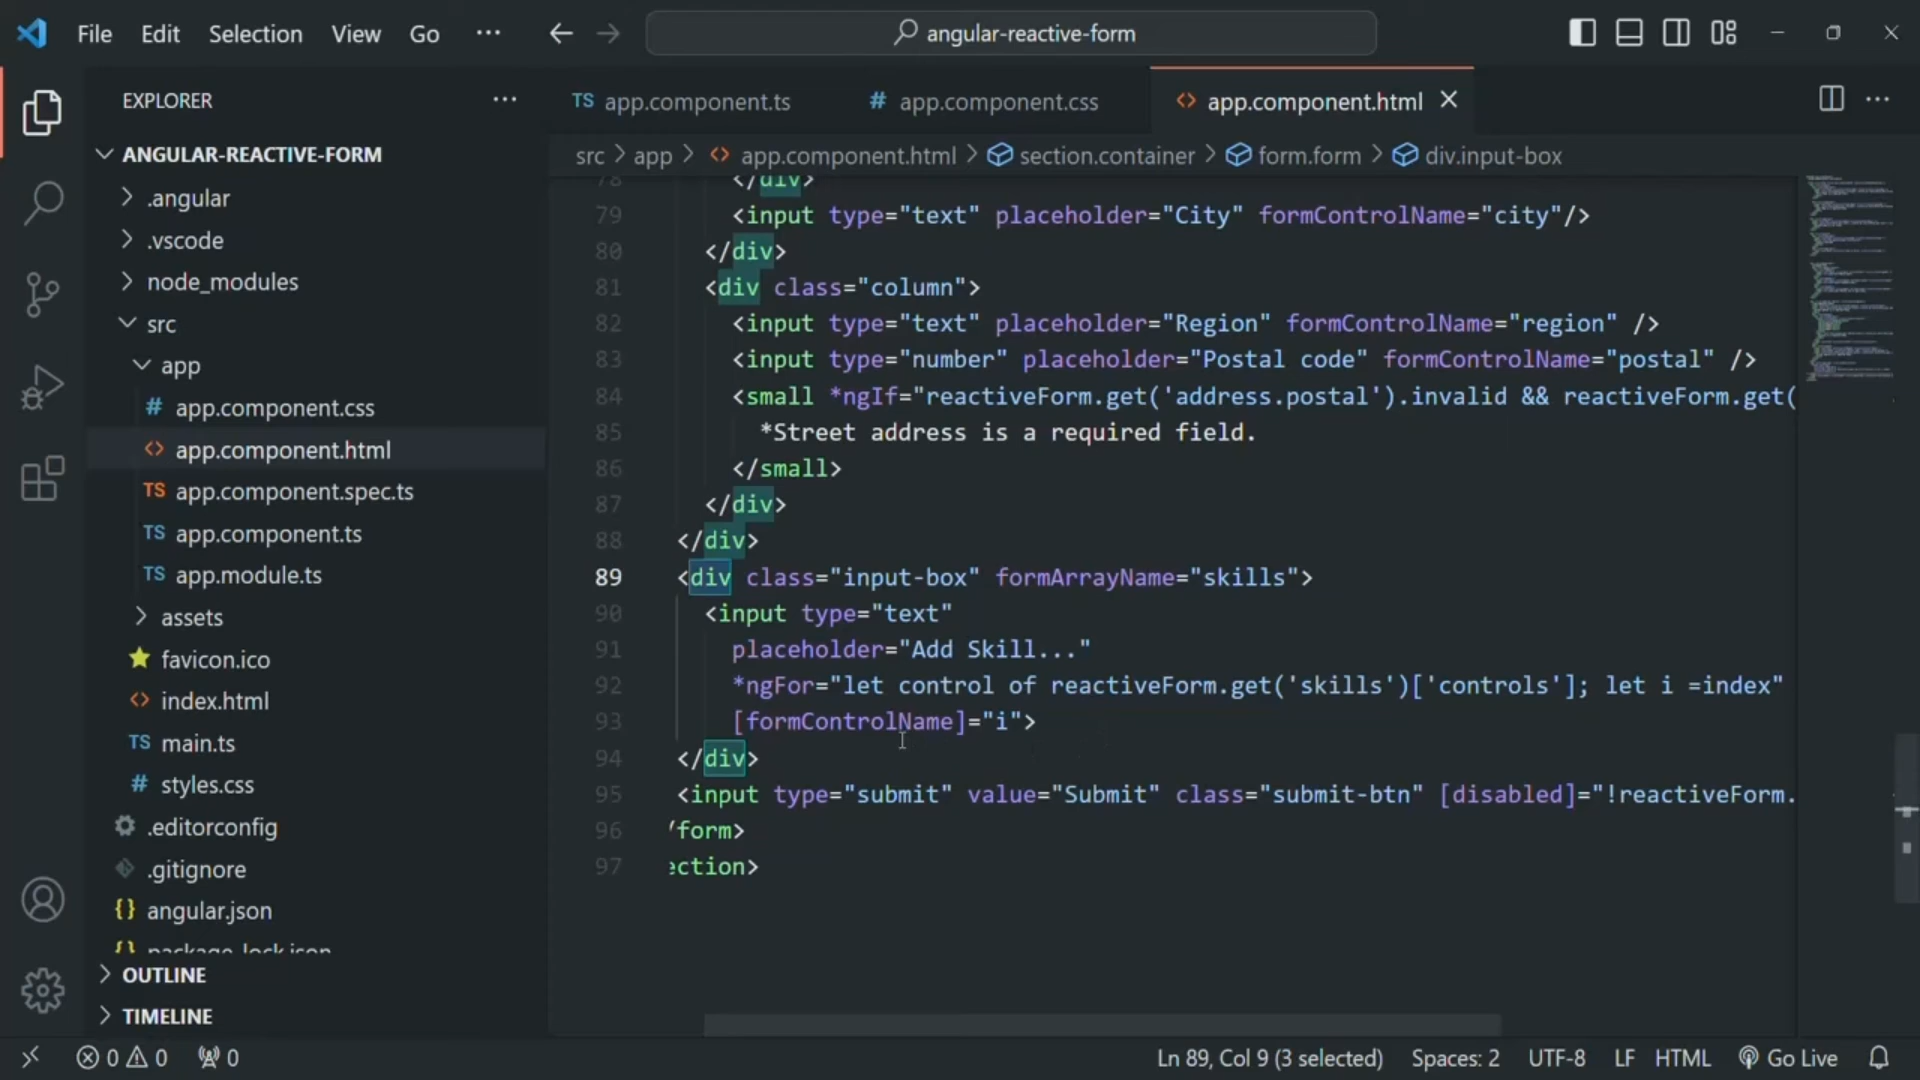 File Edit Selection View Go ··· angular-reactive-form
EXPLORER ···
ANGULAR-REACTIVE-FORM
.angular
.vscode
node_modules
src
app
# app.component.css
<> app.component.html
TS app.component.spec.ts
TS app.component.ts
TS app.module.ts
assets
favicon.ico
<> index.html
TS main.ts
# styles.css
.editorconfig
.gitignore
{} angular.json
{} package-lock.json
OUTLINE
TIMELINE
TS app.component.ts # app.component.css <> app.component.html
src > app > <> app.component.html > section.container > form.form > div.input-box
78 </div>
79 <input type="text" placeholder="City" formControlName="city"/>
80 </div>
81 <div class="column">
82 <input type="text" placeholder="Region" formControlName="region" />
83 <input type="number" placeholder="Postal code" formControlName="postal" />
84 <small *ngIf="reactiveForm.get('address.postal').invalid && reactiveForm.get(
85 *Street address is a required field.
86 </small>
87 </div>
88 </div>
89 <div class="input-box" formArrayName="skills">
90 <input type="text"
91 placeholder="Add Skill..."
92 *ngFor="let control of reactiveForm.get('skills')['controls']; let i =index"
93 [formControlName]="i">
94 </div>
95 <input type="submit" value="Submit" class="submit-btn" [disabled]="!reactiveForm.
96 /form>
97 ection>
0 0 0 Ln 89, Col 9 (3 selected) Spaces: 2 UTF-8 LF HTML Go Live